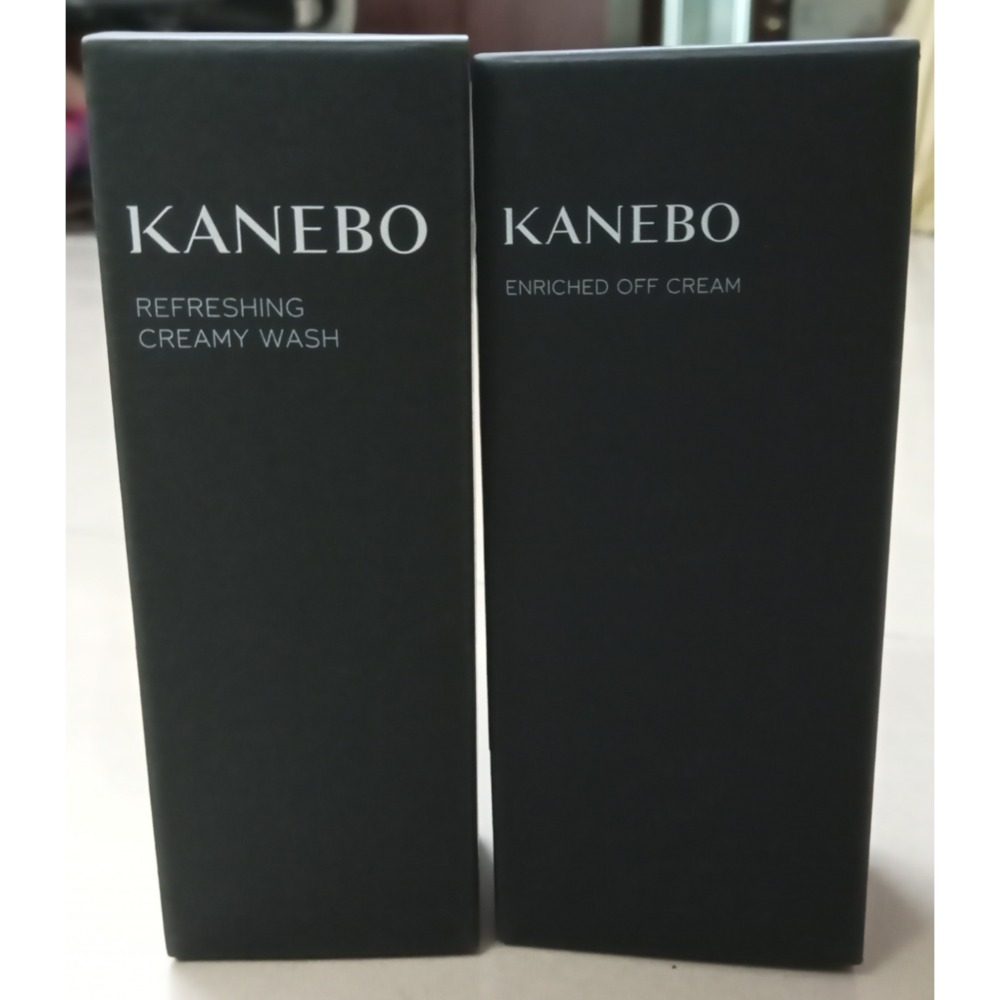 KANEBO
REFRESHING
CREAMY WASH
KANEBO
ENRICHED OFF CREAM